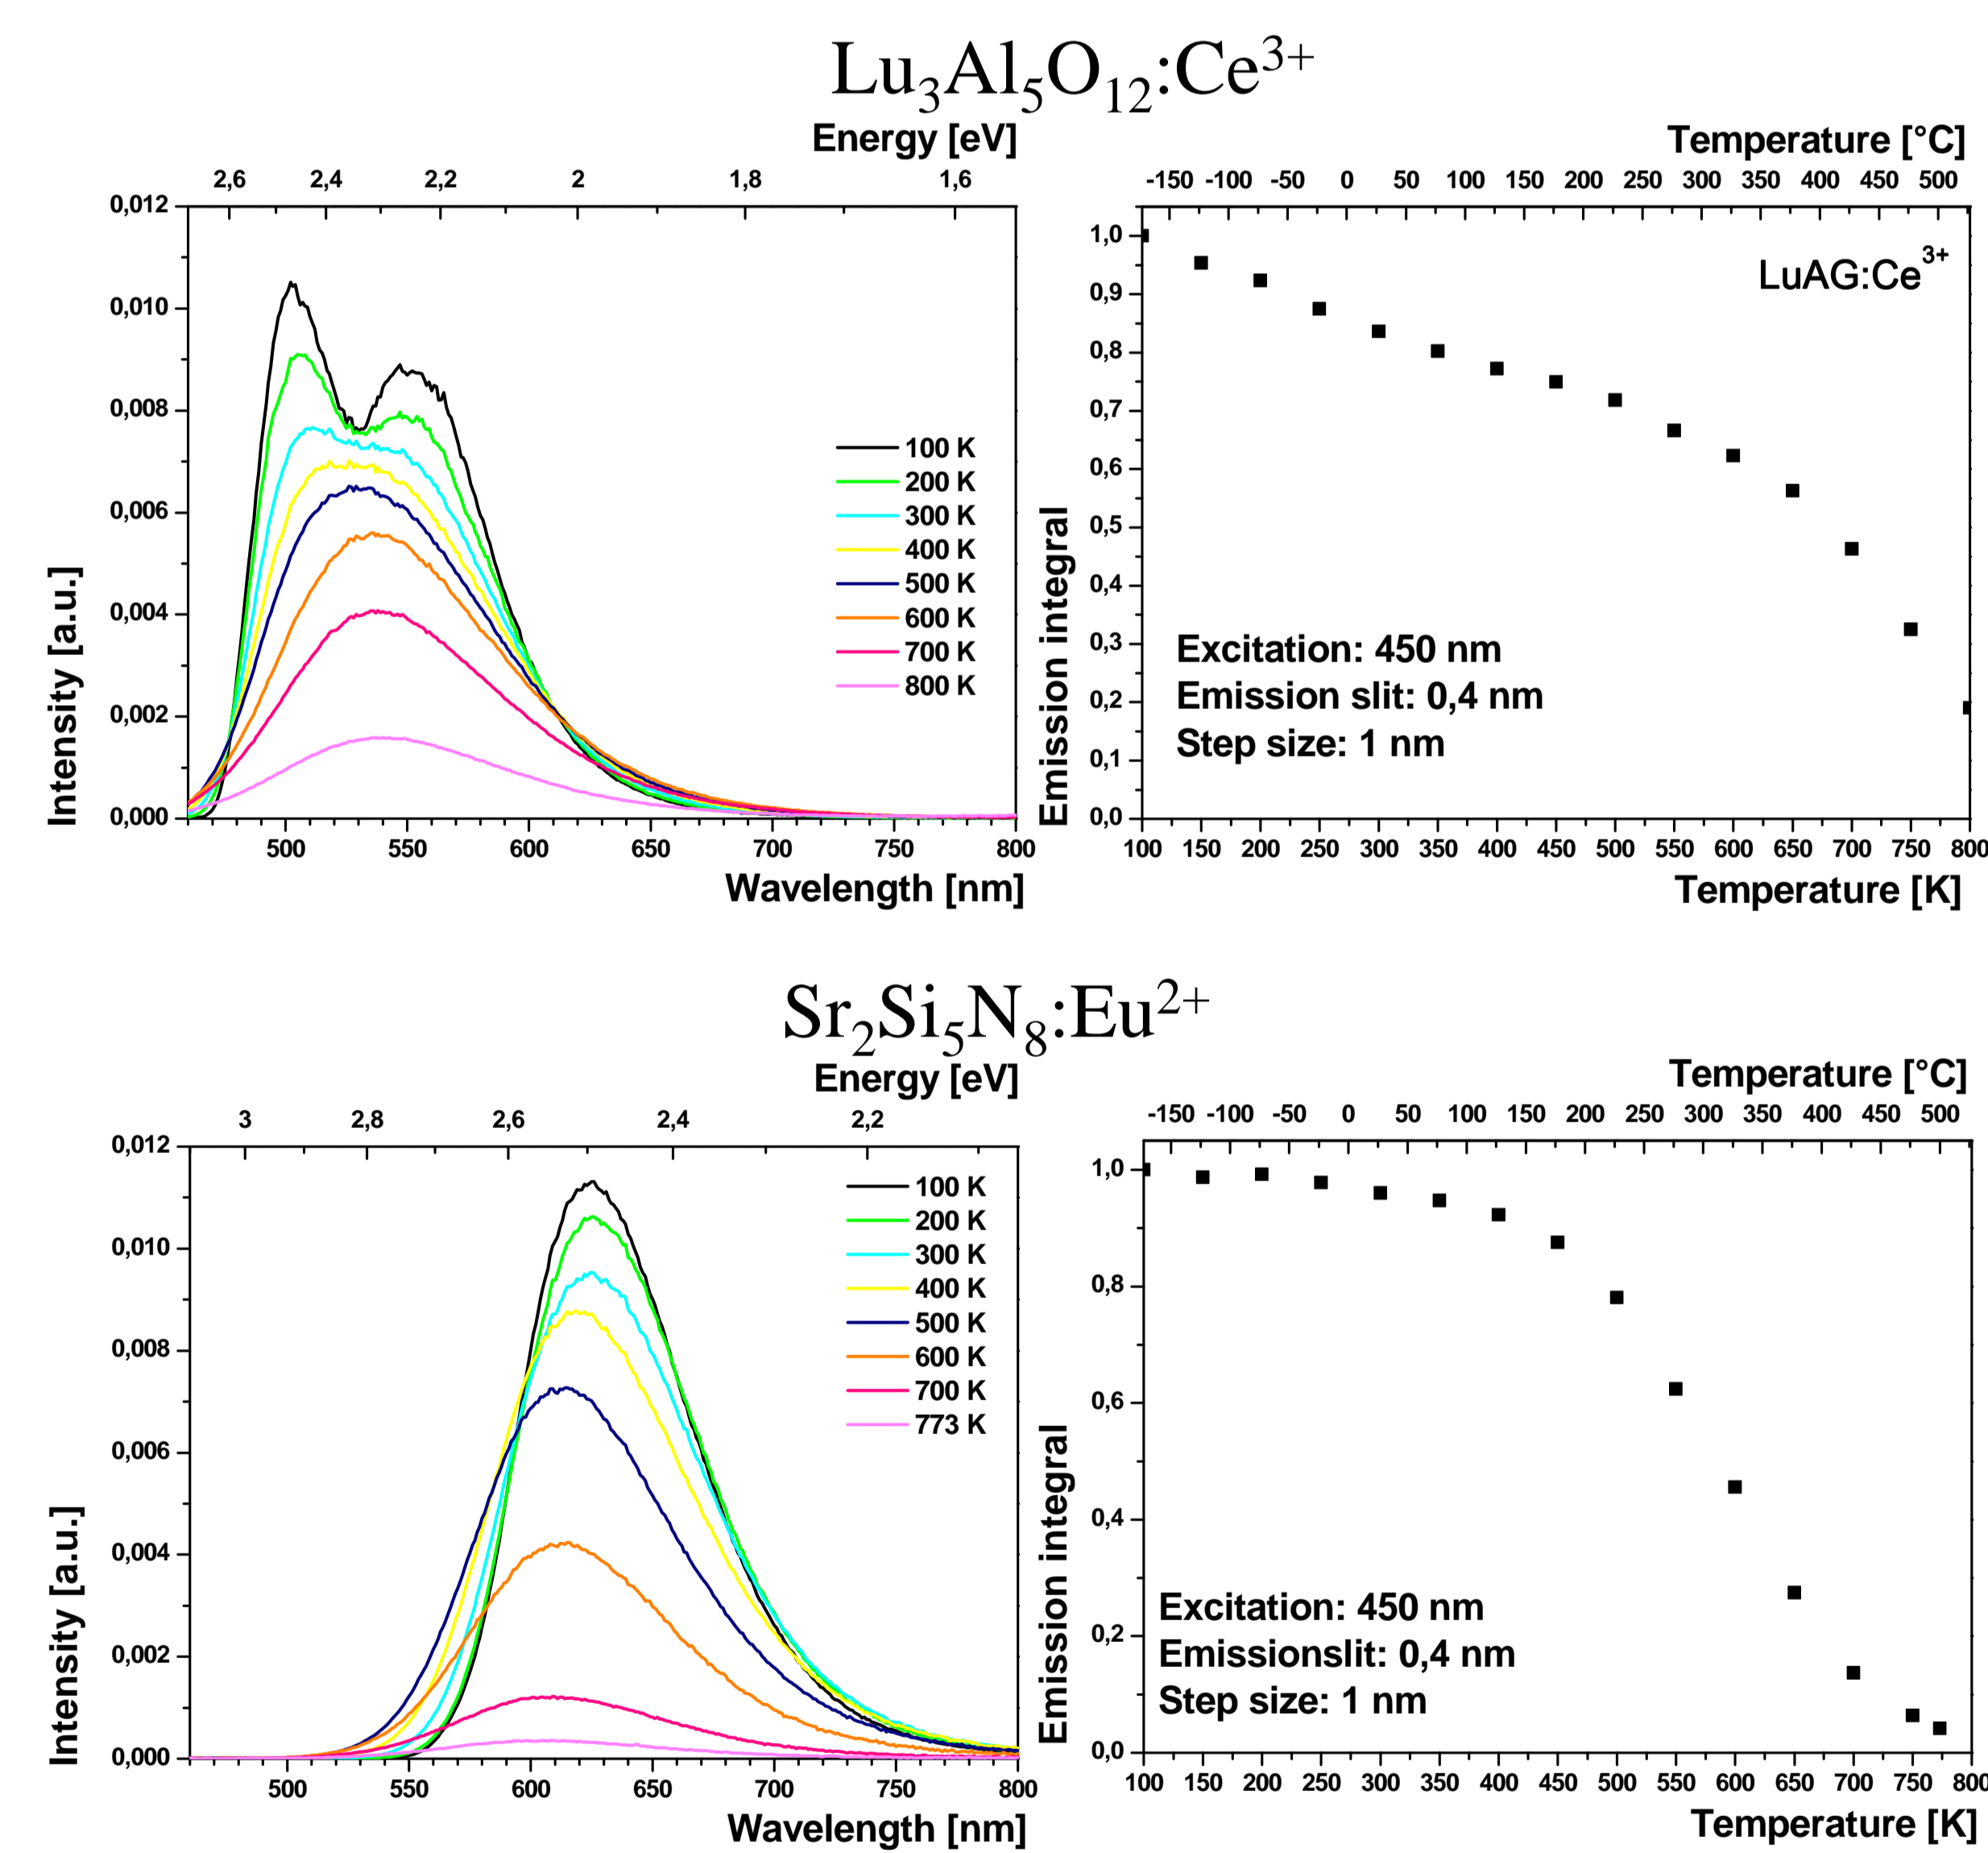 Lu₃Al₅O₁₂:Ce³⁺
Energy [eV]
2,6 2,4 2,2 2 1,8 1,6
0,012
0,010
0,008
0,006
0,004
0,002
0,000
Intensity [a.u.]
100 K
200 K
300 K
400 K
500 K
600 K
700 K
800 K
500 550 600 650 700 750 800
Wavelength [nm]
Temperature [°C]
-150 -100 -50 0 50 100 150 200 250 300 350 400 450 500
1,0
0,9
0,8
0,7
0,6
0,5
0,4
0,3
0,2
0,1
0,0
Emission integral
LuAG:Ce³⁺
Excitation: 450 nm
Emission slit: 0,4 nm
Step size: 1 nm
100 150 200 250 300 350 400 450 500 550 600 650 700 750 800
Temperature [K]
Sr₂Si₅N₈:Eu²⁺
Energy [eV]
3 2,8 2,6 2,4 2,2
0,012
0,010
0,008
0,006
0,004
0,002
0,000
Intensity [a.u.]
100 K
200 K
300 K
400 K
500 K
600 K
700 K
773 K
500 550 600 650 700 750 800
Wavelength [nm]
Temperature [°C]
-150 -100 -50 0 50 100 150 200 250 300 350 400 450 500
1,0
0,8
0,6
0,4
0,2
0,0
Emission integral
Excitation: 450 nm
Emissionslit: 0,4 nm
Step size: 1 nm
100 150 200 250 300 350 400 450 500 550 600 650 700 750 800
Temperature [K]